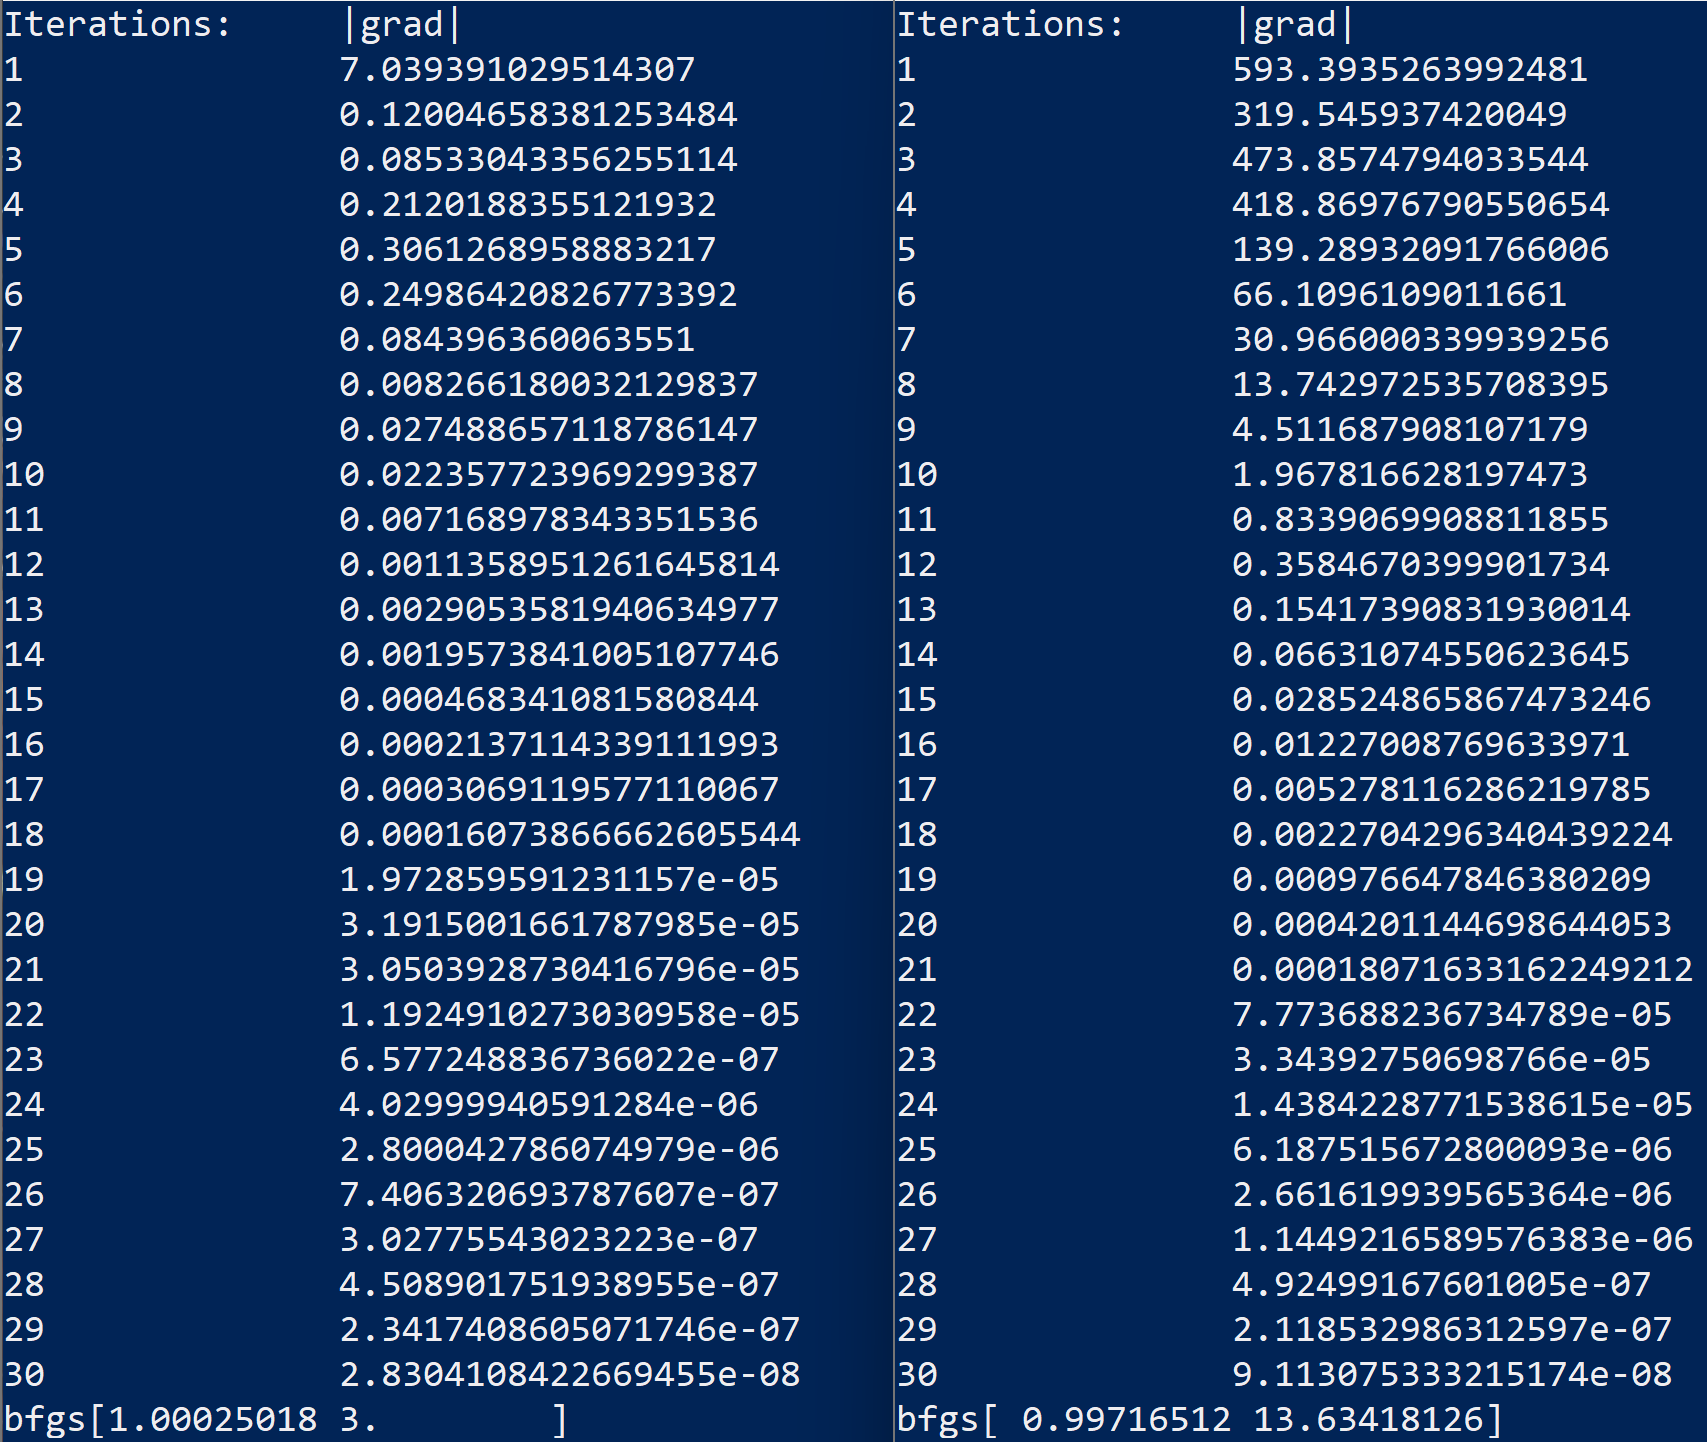 Iterations: |grad|
1 7.039391029514307
2 0.12004658381253484
3 0.08533043356255114
4 0.2120188355121932
5 0.3061268958883217
6 0.24986420826773392
7 0.084396360063551
8 0.008266180032129837
9 0.027488657118786147
10 0.022357723969299387
11 0.007168978343351536
12 0.0011358951261645814
13 0.0029053581940634977
14 0.0019573841005107746
15 0.000468341081580844
16 0.0002137114339111993
17 0.0003069119577110067
18 0.00016073866662605544
19 1.972859591231157e-05
20 3.1915001661787985e-05
21 3.0503928730416796e-05
22 1.1924910273030958e-05
23 6.577248836736022e-07
24 4.02999940591284e-06
25 2.800042786074979e-06
26 7.406320693787607e-07
27 3.02775543023223e-07
28 4.508901751938955e-07
29 2.3417408605071746e-07
30 2.8304108422669455e-08
bfgs[1.00025018 3. ]
Iterations: |grad|
1 593.3935263992481
2 319.545937420049
3 473.8574794033544
4 418.86976790550654
5 139.28932091766006
6 66.1096109011661
7 30.966000339939256
8 13.742972535708395
9 4.511687908107179
10 1.967816628197473
11 0.8339069908811855
12 0.3584670399901734
13 0.15417390831930014
14 0.06631074550623645
15 0.028524865867473246
16 0.01227008769633971
17 0.005278116286219785
18 0.0022704296340439224
19 0.000976647846380209
20 0.0004201144698644053
21 0.00018071633162249212
22 7.773688236734789e-05
23 3.34392750698766e-05
24 1.4384228771538615e-05
25 6.187515672800093e-06
26 2.661619939565364e-06
27 1.1449216589576383e-06
28 4.92499167601005e-07
29 2.118532986312597e-07
30 9.113075333215174e-08
bfgs[ 0.99716512 13.63418126]